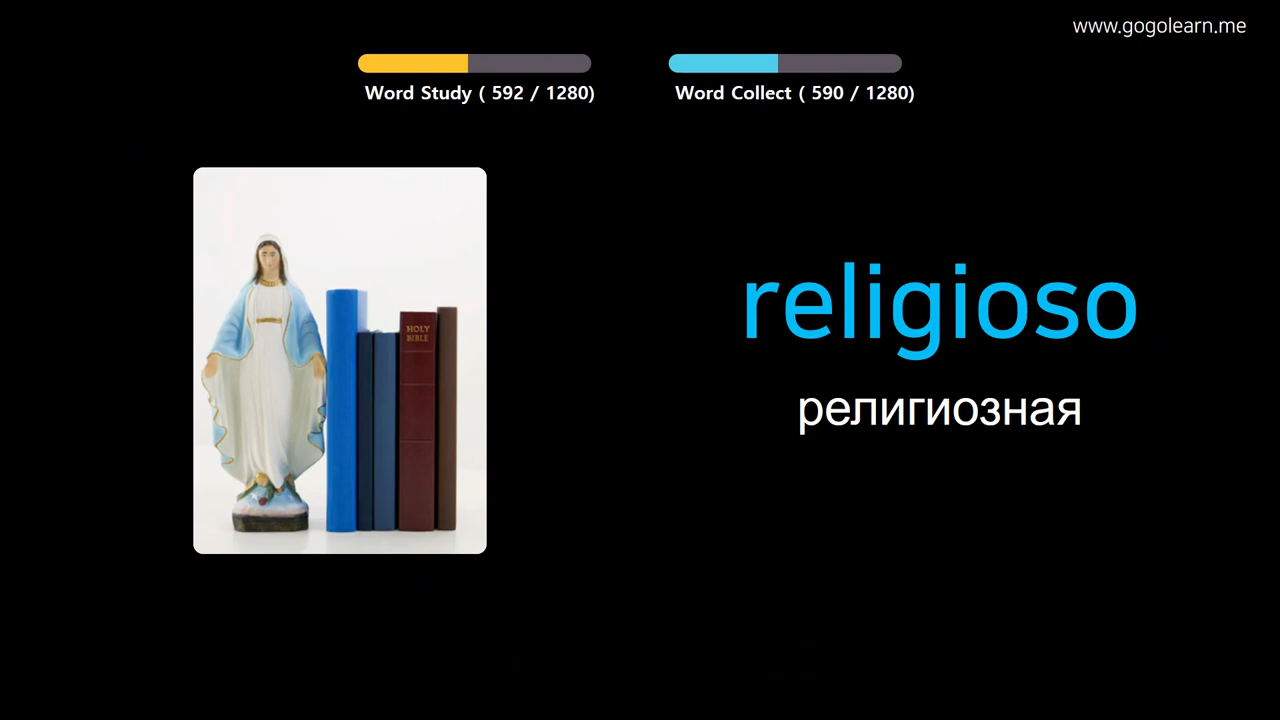 www.gogolearn.me
Word Study ( 592 / 1280)
Word Collect ( 590 / 1280)
HOLY
BIBLE
religioso
религиозная